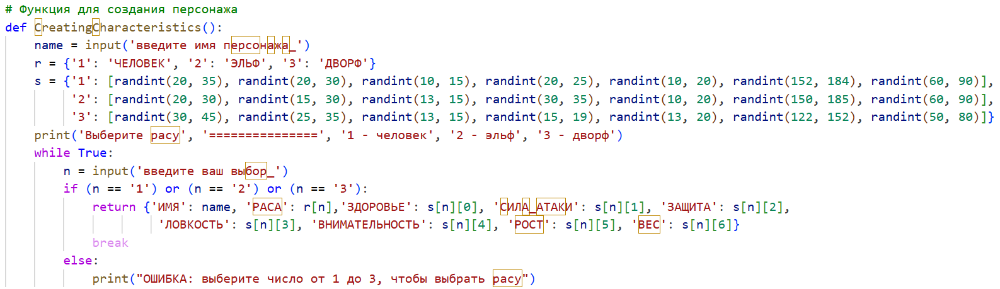 # Функция для создания персонажа
def CreatingCharacteristics():
    name = input('введите имя персонажа_')
    r = {'1': 'ЧЕЛОВЕК', '2': 'ЭЛЬФ', '3': 'ДВОРФ'}
    s = {'1': [randint(20, 35), randint(20, 30), randint(10, 15), randint(20, 25), randint(10, 20), randint(152, 184), randint(60, 90)],
         '2': [randint(20, 30), randint(15, 30), randint(13, 15), randint(30, 35), randint(10, 20), randint(150, 185), randint(60, 90)],
         '3': [randint(30, 45), randint(25, 35), randint(13, 15), randint(15, 19), randint(13, 20), randint(122, 152), randint(50, 80)]}
    print('Выберите расу', '===============', '1 - человек', '2 - эльф', '3 - дворф')
    while True:
        n = input('введите ваш выбор_')
        if (n == '1') or (n == '2') or (n == '3'):
            return {'ИМЯ': name, 'РАСА': r[n],'ЗДОРОВЬЕ': s[n][0], 'СИЛА_АТАКИ': s[n][1], 'ЗАЩИТА': s[n][2],
                     'ЛОВКОСТЬ': s[n][3], 'ВНИМАТЕЛЬНОСТЬ': s[n][4], 'РОСТ': s[n][5], 'ВЕС': s[n][6]}
            break
        else:
            print("ОШИБКА: выберите число от 1 до 3, чтобы выбрать расу")